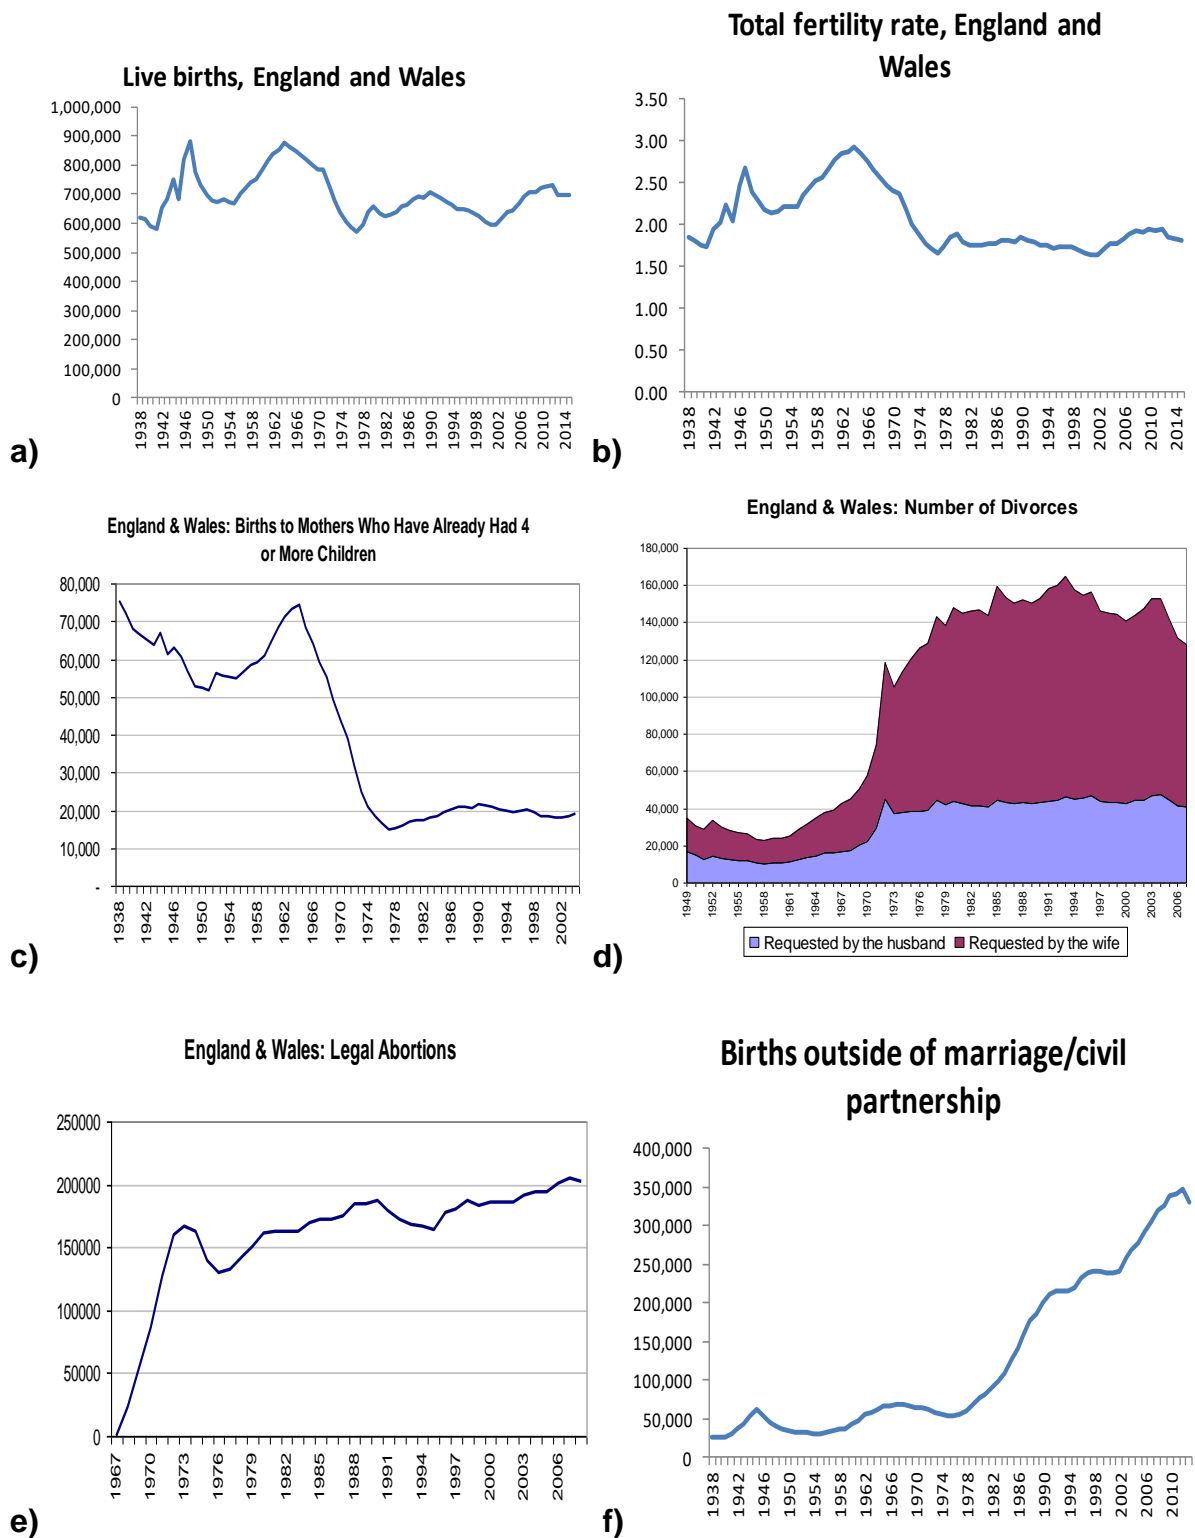 Live births, England and Wales
1,000,000
900,000
800,000
700,000
600,000
500,000
400,000
300,000
200,000
100,000
0
1938 1942 1946 1950 1954 1958 1962 1966 1970 1974 1978 1982 1986 1990 1994 1998 2002 2006 2010 2014
a)
Total fertility rate, England and
Wales
3.50
3.00
2.50
2.00
1.50
1.00
0.50
0.00
1938 1942 1946 1950 1954 1958 1962 1966 1970 1974 1978 1982 1986 1990 1994 1998 2002 2006 2010 2014
b)
England & Wales: Births to Mothers Who Have Already Had 4
or More Children
80,000
70,000
60,000
50,000
40,000
30,000
20,000
10,000
-
1938 1942 1946 1950 1954 1958 1962 1966 1970 1974 1978 1982 1986 1990 1994 1998 2002
c)
England & Wales: Number of Divorces
180,000
160,000
140,000
120,000
100,000
80,000
60,000
40,000
20,000
0
1949 1952 1955 1958 1961 1964 1967 1970 1973 1976 1979 1982 1985 1988 1991 1994 1997 2000 2003 2006
Requested by the husband Requested by the wife
d)
England & Wales: Legal Abortions
250000
200000
150000
100000
50000
0
1967 1970 1973 1976 1979 1982 1985 1988 1991 1994 1997 2000 2003 2006
e)
Births outside of marriage/civil
partnership
400,000
350,000
300,000
250,000
200,000
150,000
100,000
50,000
0
1938 1942 1946 1950 1954 1958 1962 1966 1970 1974 1978 1982 1986 1990 1994 1998 2002 2006 2010
f)